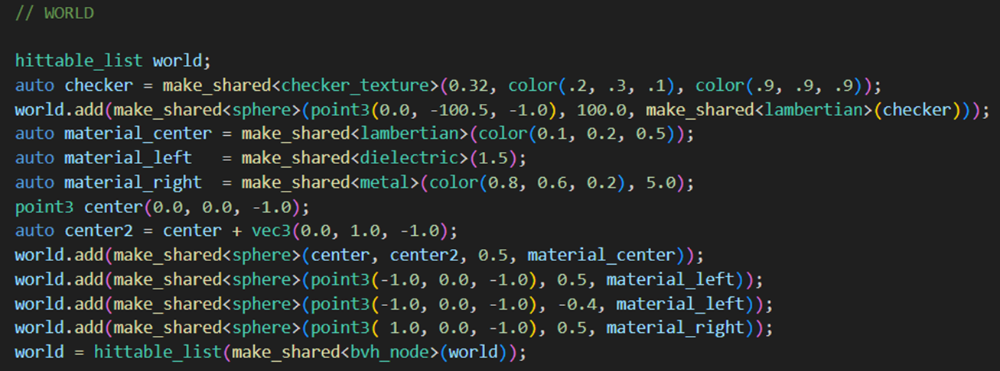 // WORLD
hittable_list world;
auto checker = make_shared<checker_texture>(0.32, color(.2, .3, .1), color(.9, .9, .9));
world.add(make_shared<sphere>(point3(0.0, -100.5, -1.0), 100.0, make_shared<lambertian>(checker)));
auto material_center = make_shared<lambertian>(color(0.1, 0.2, 0.5));
auto material_left   = make_shared<dielectric>(1.5);
auto material_right  = make_shared<metal>(color(0.8, 0.6, 0.2), 5.0);
point3 center(0.0, 0.0, -1.0);
auto center2 = center + vec3(0.0, 1.0, -1.0);
world.add(make_shared<sphere>(center, center2, 0.5, material_center));
world.add(make_shared<sphere>(point3(-1.0, 0.0, -1.0), 0.5, material_left));
world.add(make_shared<sphere>(point3(-1.0, 0.0, -1.0), -0.4, material_left));
world.add(make_shared<sphere>(point3( 1.0, 0.0, -1.0), 0.5, material_right));
world = hittable_list(make_shared<bvh_node>(world));